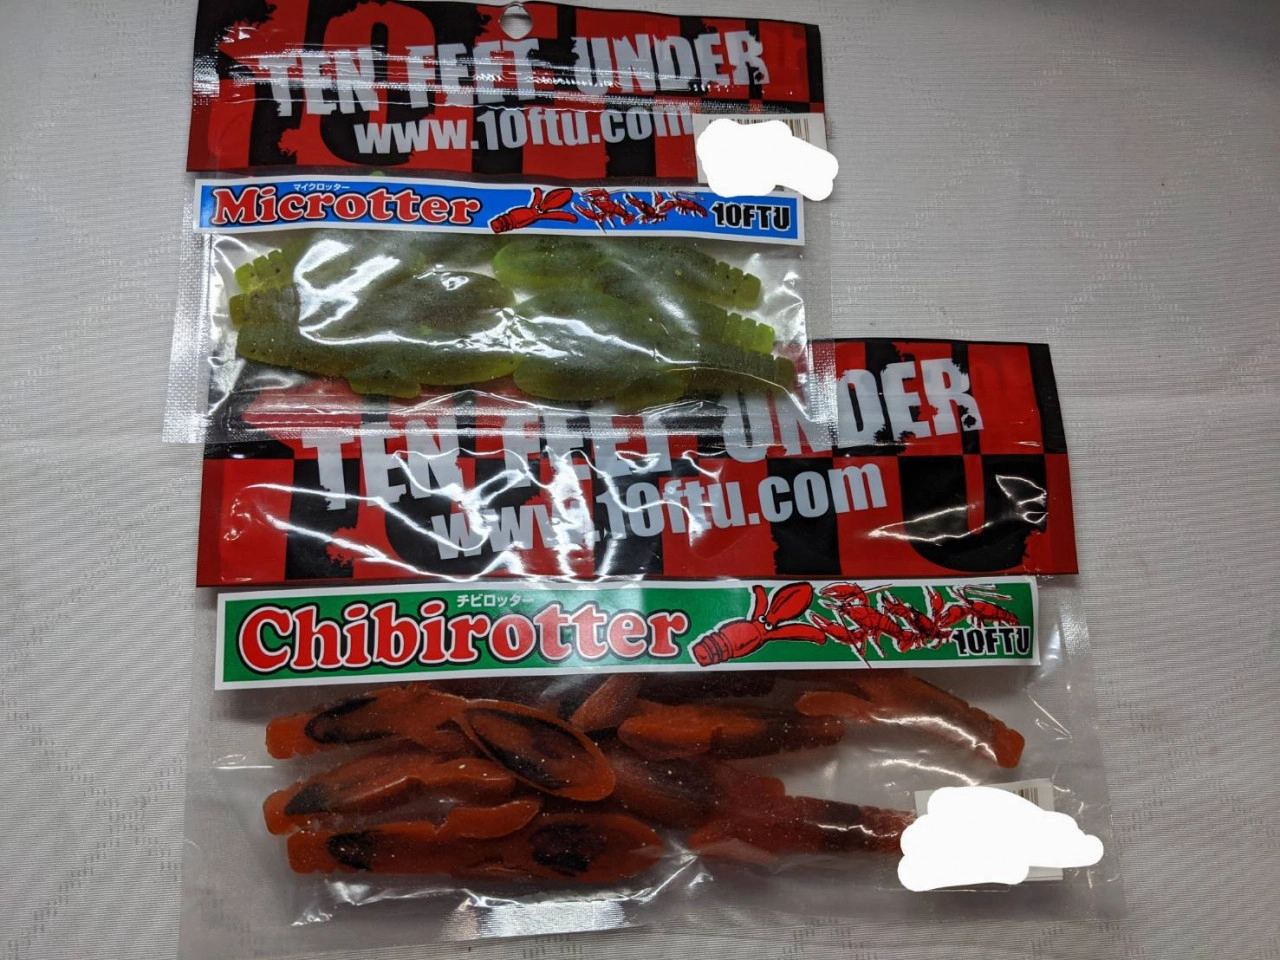 TEN FEET UNDER
www.10ftu.com
マイクロッター
Microtter
10FTU
TEN FEET UNDER
www.10ftu.com
チビロッター
Chibirotter
10FTU